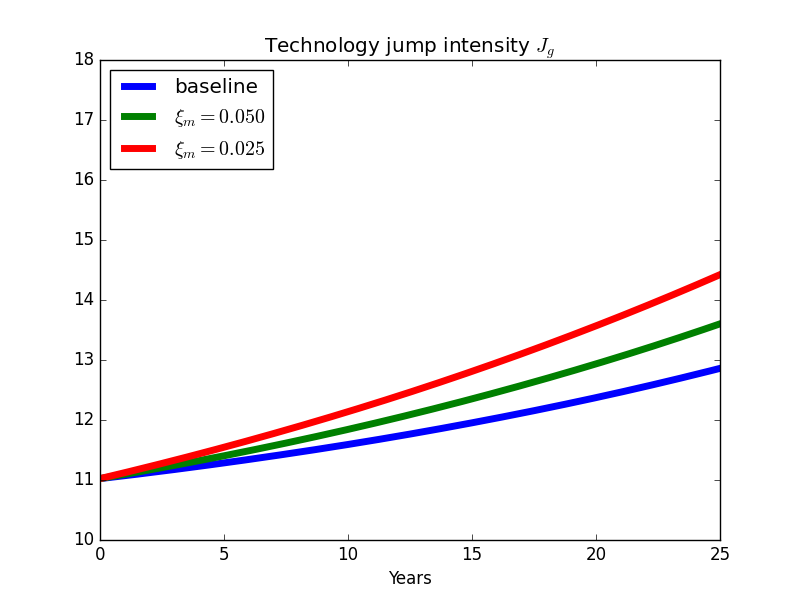 Technology jump intensity $J_g$
18
17
16
15
14
13
12
11
10
baseline
$\xi_m = 0.050$
$\xi_m = 0.025$
0 5 10 15 20 25
Years